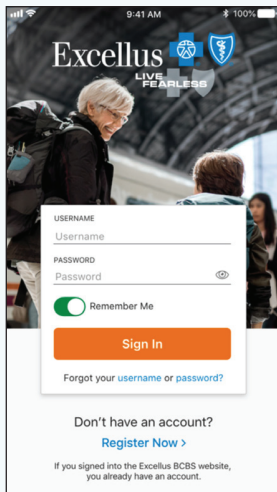 9:41 AM
100%
Excellus
LIVE
FEARLESS
USERNAME
Username
PASSWORD
Password
Remember Me
Sign In
Forgot your username or password?
Don't have an account?
Register Now >
If you signed into the Excellus BCBS website,
you already have an account.